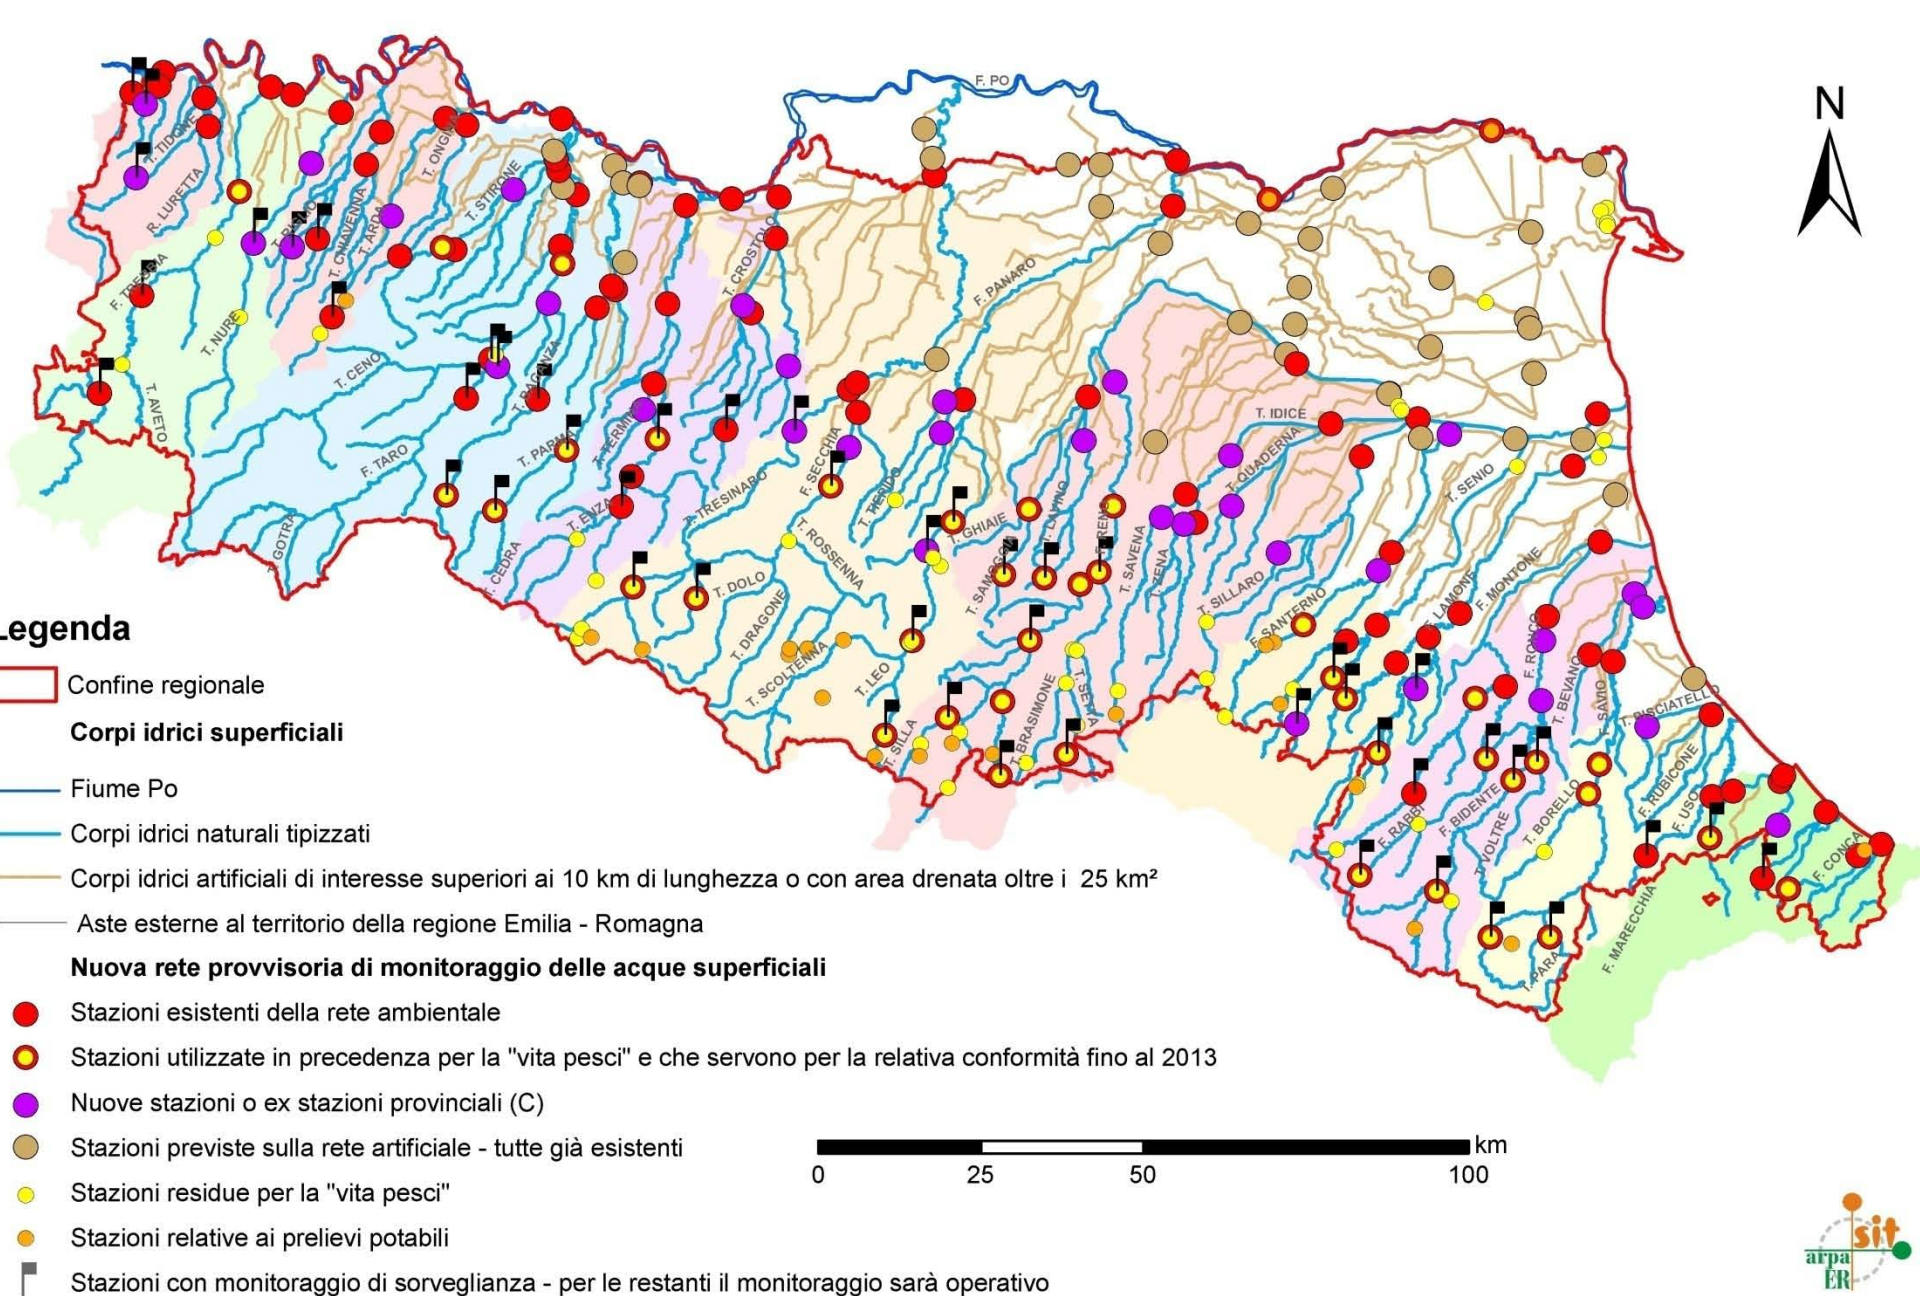 F. PO
N
T. TIDONE
R. LURETTA
T. ONGINA
T. STIRONE
T. CHIAVENNA
T. ARDA
F. TREBBIA
T. NURE
T. AVETO
T. CENO
T. BAGANZA
F. TARO
T. PARMA
T. TERMINA
T. CROSTOLO
F. PANARO
T. ENZA
T. CEDRA
T. GOTRA
T. TRESINARO
F. SECCHIA
T. TIEPIDO
T. ROSSENNA
T. DOLO
T. DRAGONE
T. SCOLTENNA
T. LEO
T. GHIAIE
T. SAMOGGIA
T. LAVINO
F. RENO
T. SAVENA
T. ZENA
T. IDICE
T. QUADERNA
T. SILLARO
F. SANTERNO
T. SENIO
F. LAMONE
F. MONTONE
F. RONCO
T. BEVANO
F. SAVIO
T. PISCIATELLO
T. SILLA
T. BRASIMONE
T. SETTA
F. RABBI
F. BIDENTE
T. VOLTRE
T. BORELLO
F. RUBICONE
F. USO
F. MARECCHIA
F. CONCA
T. PARA
Legenda
Confine regionale
Corpi idrici superficiali
Fiume Po
Corpi idrici naturali tipizzati
Corpi idrici artificiali di interesse superiori ai 10 km di lunghezza o con area drenata oltre i 25 km²
Aste esterne al territorio della regione Emilia - Romagna
Nuova rete provvisoria di monitoraggio delle acque superficiali
Stazioni esistenti della rete ambientale
Stazioni utilizzate in precedenza per la "vita pesci" e che servono per la relativa conformità fino al 2013
Nuove stazioni o ex stazioni provinciali (C)
Stazioni previste sulla rete artificiale - tutte già esistenti
Stazioni residue per la "vita pesci"
Stazioni relative ai prelievi potabili
Stazioni con monitoraggio di sorveglianza - per le restanti il monitoraggio sarà operativo
km
0 25 50 100
sit
arpa
ER